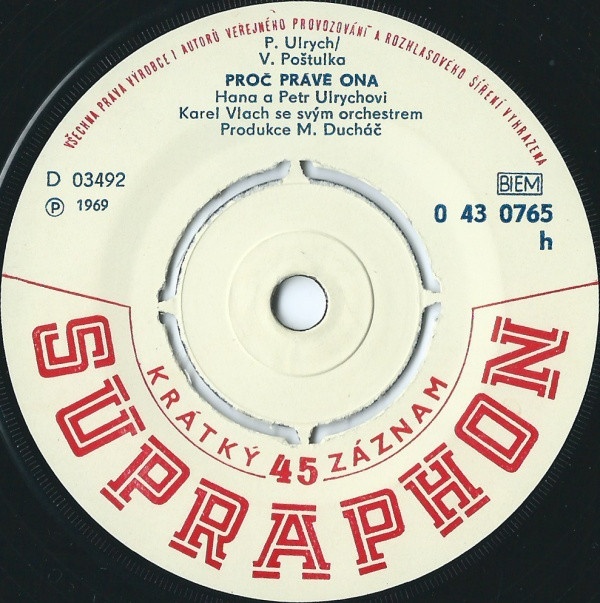 VŠECHNA PRÁVA VÝROBCE I AUTORŮ VEŘEJNÉHO PROVOZOVÁNÍ A ROZHLASOVÉHO ŠÍŘENÍ VYHRAZENA
P. Ulrych/
V. Poštulka
PROČ PRÁVĚ ONA
Hana a Petr Ulrychovi
Karel Vlach se svým orchestrem
Produkce M. Ducháč
D 03492
℗ 1969
BIEM
0 43 0765
h
KRÁTKÝ 45 ZÁZNAM
SUPRAPHON